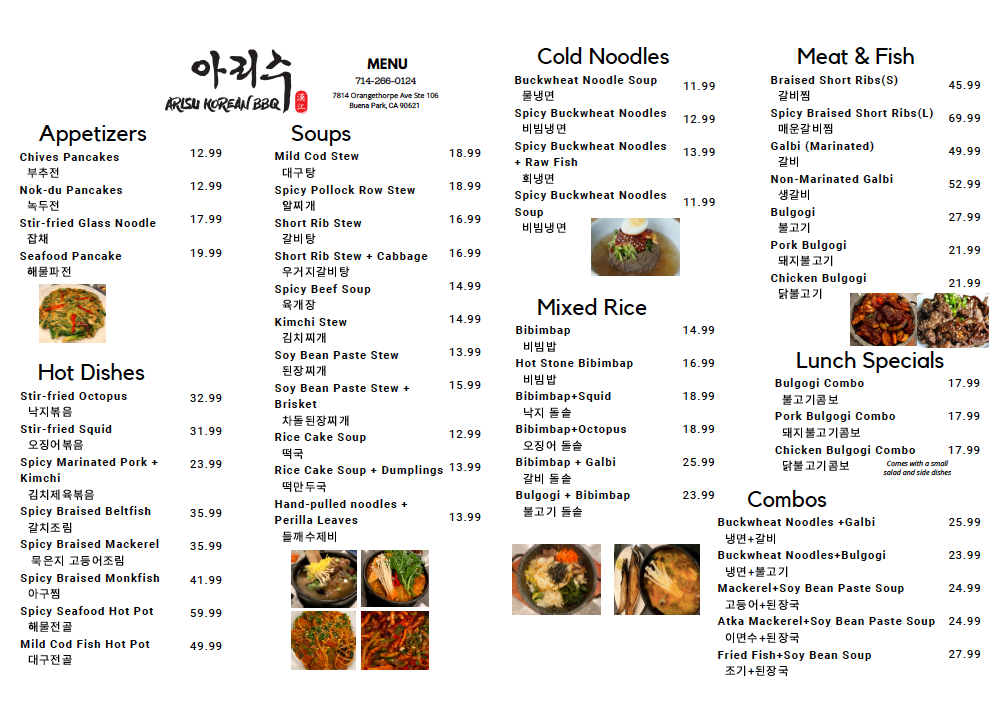 아리수
ARISU KOREAN BBQ
漢江
MENU
714-266-0124
7814 Orangethorpe Ave Ste 106
Buena Park, CA 90621
Appetizers
Chives Pancakes 12.99
부추전
Nok-du Pancakes 12.99
녹두전
Stir-fried Glass Noodle 17.99
잡채
Seafood Pancake 19.99
해물파전
Hot Dishes
Stir-fried Octopus 32.99
낙지볶음
Stir-fried Squid 31.99
오징어볶음
Spicy Marinated Pork + 23.99
Kimchi
김치제육볶음
Spicy Braised Beltfish 35.99
갈치조림
Spicy Braised Mackerel 35.99
묵은지 고등어조림
Spicy Braised Monkfish 41.99
아구찜
Spicy Seafood Hot Pot 59.99
해물전골
Mild Cod Fish Hot Pot 49.99
대구전골
Soups
Mild Cod Stew 18.99
대구탕
Spicy Pollock Row Stew 18.99
알찌개
Short Rib Stew 16.99
갈비탕
Short Rib Stew + Cabbage 16.99
우거지갈비탕
Spicy Beef Soup 14.99
육개장
Kimchi Stew 14.99
김치찌개
Soy Bean Paste Stew 13.99
된장찌개
Soy Bean Paste Stew + 15.99
Brisket
차돌된장찌개
Rice Cake Soup 12.99
떡국
Rice Cake Soup + Dumplings 13.99
떡만두국
Hand-pulled noodles +
Perilla Leaves 13.99
들깨수제비
Cold Noodles
Buckwheat Noodle Soup 11.99
물냉면
Spicy Buckwheat Noodles 12.99
비빔냉면
Spicy Buckwheat Noodles 13.99
+ Raw Fish
회냉면
Spicy Buckwheat Noodles 11.99
Soup
비빔냉면
Mixed Rice
Bibimbap 14.99
비빔밥
Hot Stone Bibimbap 16.99
비빔밥
Bibimbap+Squid 18.99
낙지 돌솥
Bibimbap+Octopus 18.99
오징어 돌솥
Bibimbap + Galbi 25.99
갈비 돌솥
Bulgogi + Bibimbap 23.99
불고기 돌솥
Meat & Fish
Braised Short Ribs(S) 45.99
갈비찜
Spicy Braised Short Ribs(L) 69.99
매운갈비찜
Galbi (Marinated) 49.99
갈비
Non-Marinated Galbi 52.99
생갈비
Bulgogi 27.99
불고기
Pork Bulgogi 21.99
돼지불고기
Chicken Bulgogi 21.99
닭불고기
Lunch Specials
Bulgogi Combo 17.99
불고기콤보
Pork Bulgogi Combo 17.99
돼지불고기콤보
Chicken Bulgogi Combo 17.99
닭불고기콤보
Comes with a small
salad and side dishes
Combos
Buckwheat Noodles +Galbi 25.99
냉면+갈비
Buckwheat Noodles+Bulgogi 23.99
냉면+불고기
Mackerel+Soy Bean Paste Soup 24.99
고등어+된장국
Atka Mackerel+Soy Bean Paste Soup 24.99
이면수+된장국
Fried Fish+Soy Bean Soup 27.99
조기+된장국